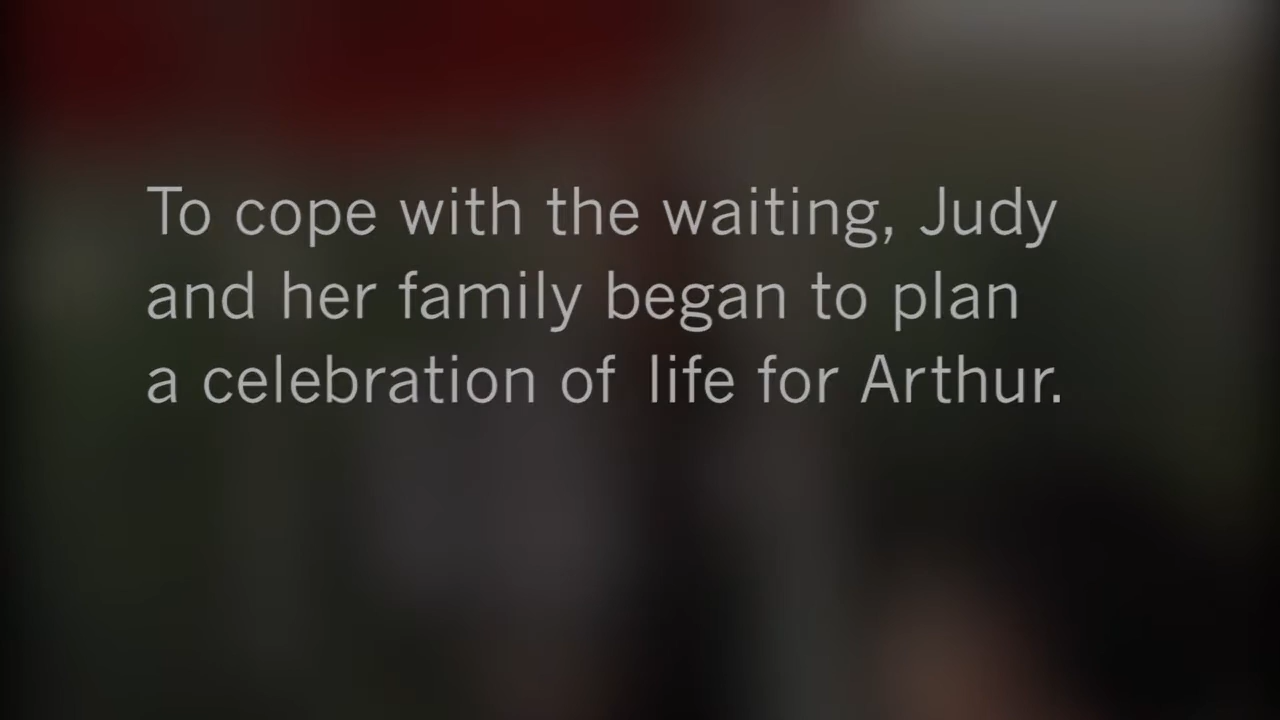 To cope with the waiting, Judy
and her family began to plan
a celebration of life for Arthur.